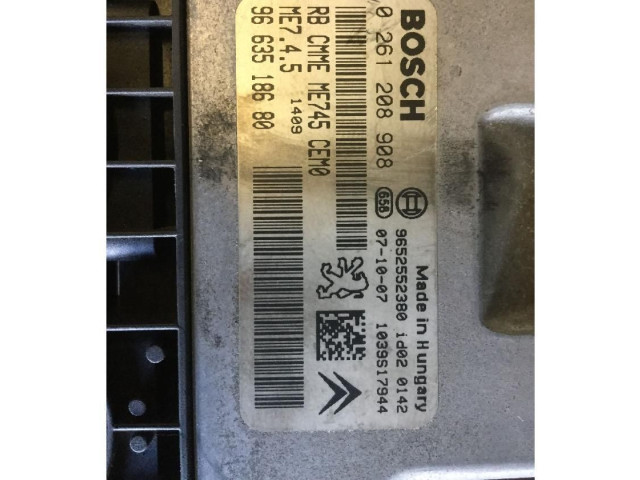 BOSCH
0 261 208 908
RB CMME ME745 CEM0
ME7.4.5
1409
96 635 186 80
656
Made in Hungary
9652552380 id02 0142
07-10-07 1039S17944